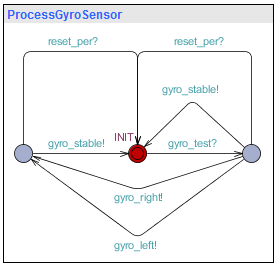 ProcessGyroSensor
reset_per? reset_per?
gyro_stable!
INIT
gyro_stable! gyro_test?
gyro_right!
gyro_left!